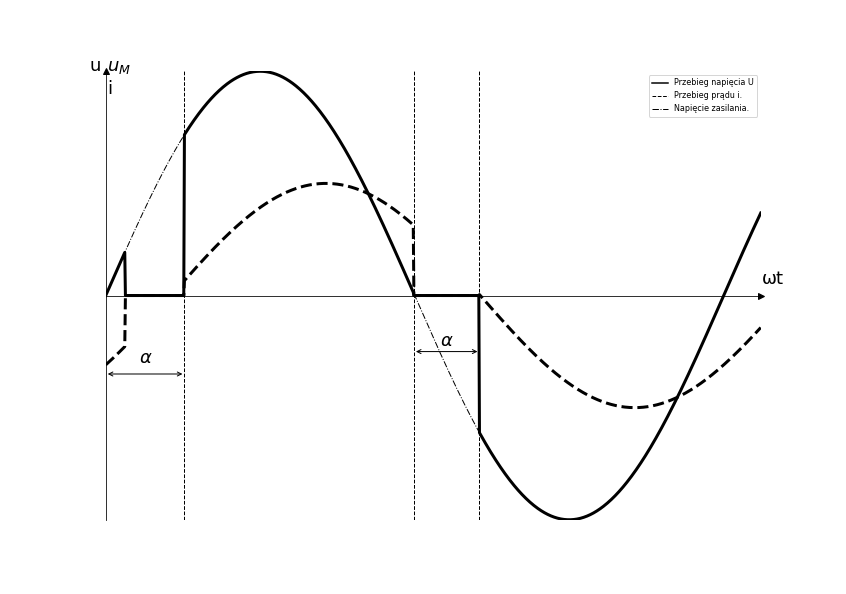 u u_M
i
Przebieg napięcia U
Przebieg prądu i.
Napięcie zasilania.
ωt
α
α